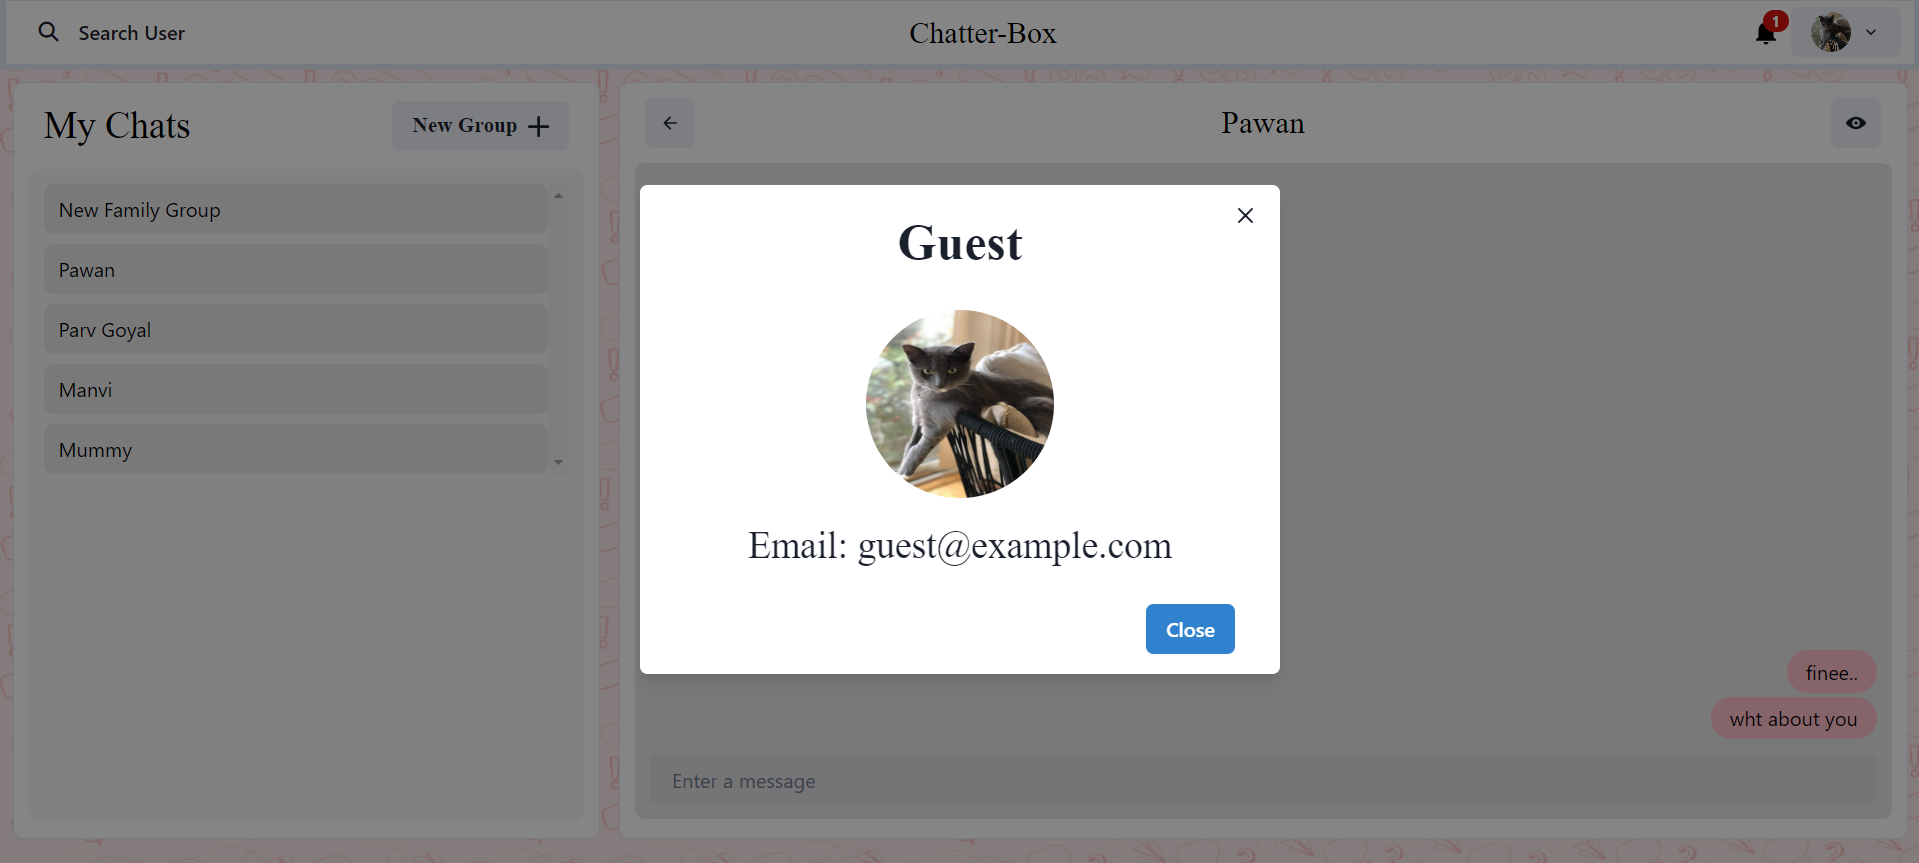 Search User
Chatter-Box
1
My Chats
New Group
New Family Group
Pawan
Parv Goyal
Manvi
Mummy
Pawan
Guest
Email: guest@example.com
Close
finee..
wht about you
Enter a message